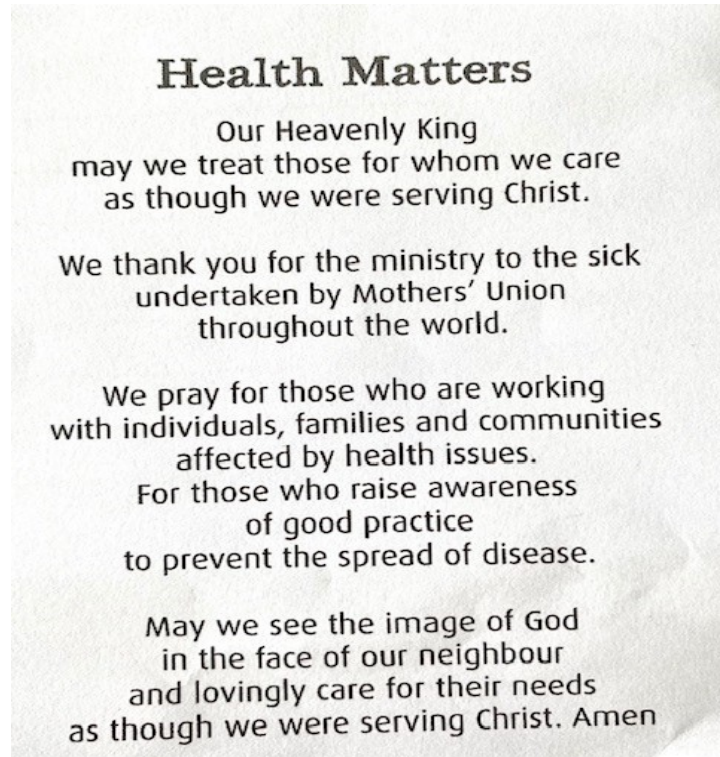 Health Matters
Our Heavenly King
may we treat those for whom we care
as though we were serving Christ.
We thank you for the ministry to the sick
undertaken by Mothers' Union
throughout the world.
We pray for those who are working
with individuals, families and communities
affected by health issues.
For those who raise awareness
of good practice
to prevent the spread of disease.
May we see the image of God
in the face of our neighbour
and lovingly care for their needs
as though we were serving Christ. Amen